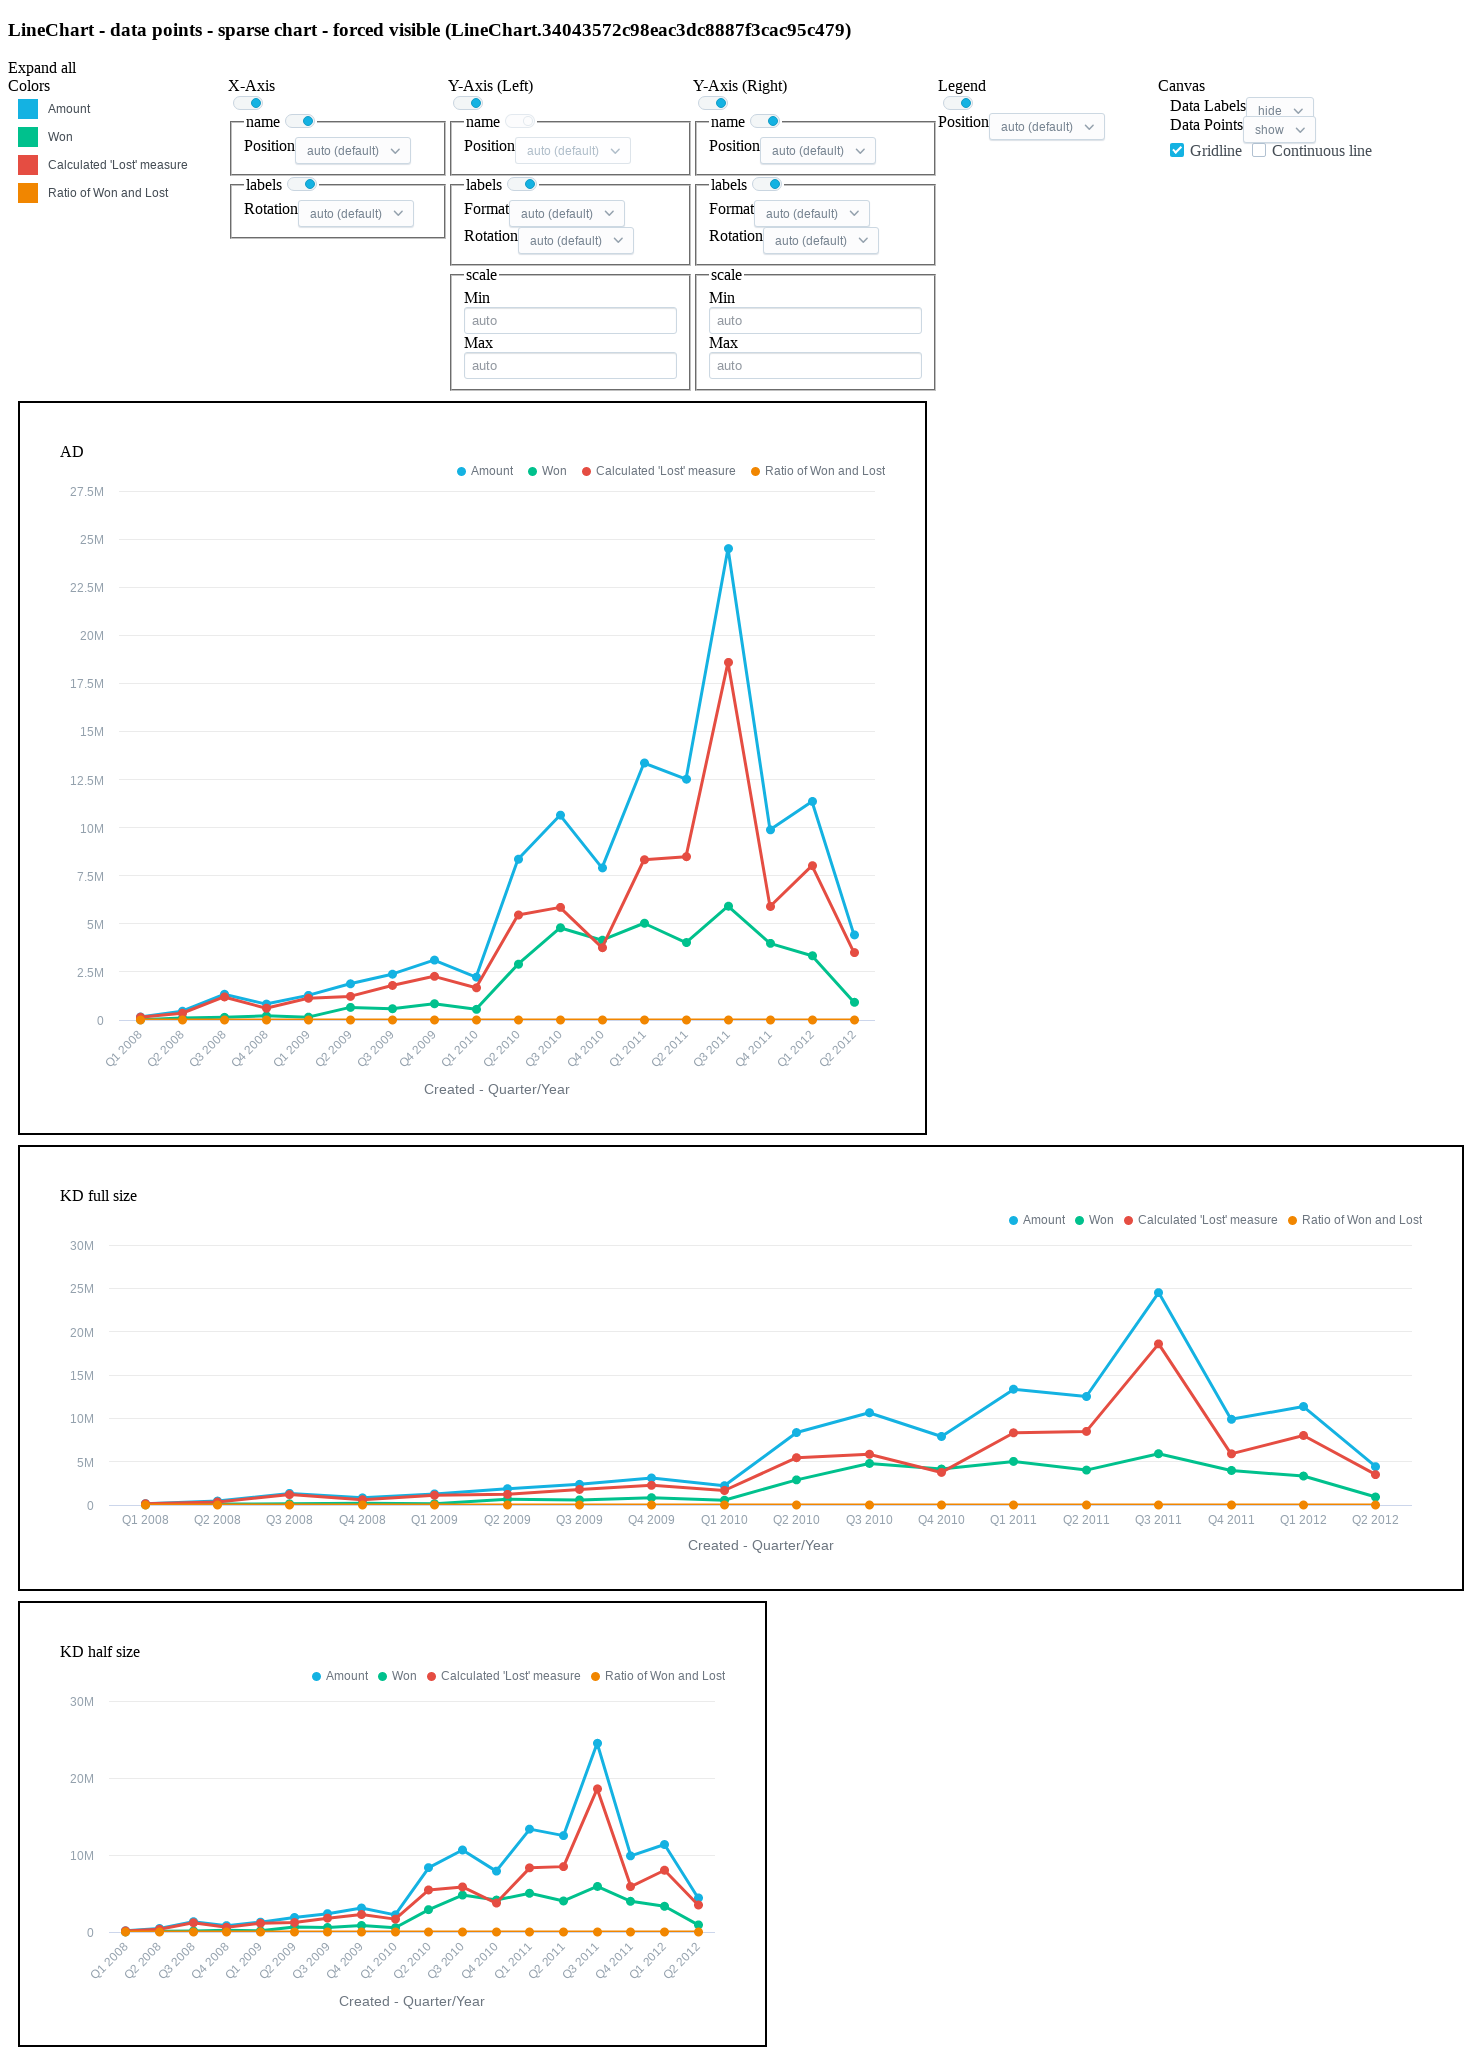 LineChart - data points - sparse chart - forced visible (LineChart.34043572c98eac3dc8887f3cac95c479)
Expand all
Colors
Amount
Won
Calculated 'Lost' measure
Ratio of Won and Lost
X-Axis
name
Position auto (default)
labels
Rotation auto (default)
Y-Axis (Left)
name
Position auto (default)
labels
Format auto (default)
Rotation auto (default)
scale
Min
auto
Max
auto
Y-Axis (Right)
name
Position auto (default)
labels
Format auto (default)
Rotation auto (default)
scale
Min
auto
Max
auto
Legend
Position auto (default)
Canvas
Data Labels hide
Data Points show
Gridline Continuous line
AD
Amount Won Calculated 'Lost' measure Ratio of Won and Lost
27.5M
25M
22.5M
20M
17.5M
15M
12.5M
10M
7.5M
5M
2.5M
0
Q1 2008 Q2 2008 Q3 2008 Q4 2008 Q1 2009 Q2 2009 Q3 2009 Q4 2009 Q1 2010 Q2 2010 Q3 2010 Q4 2010 Q1 2011 Q2 2011 Q3 2011 Q4 2011 Q1 2012 Q2 2012
Created - Quarter/Year
KD full size
Amount Won Calculated 'Lost' measure Ratio of Won and Lost
30M
25M
20M
15M
10M
5M
0
Q1 2008 Q2 2008 Q3 2008 Q4 2008 Q1 2009 Q2 2009 Q3 2009 Q4 2009 Q1 2010 Q2 2010 Q3 2010 Q4 2010 Q1 2011 Q2 2011 Q3 2011 Q4 2011 Q1 2012 Q2 2012
Created - Quarter/Year
KD half size
Amount Won Calculated 'Lost' measure Ratio of Won and Lost
30M
20M
10M
0
Q1 2008 Q2 2008 Q3 2008 Q4 2008 Q1 2009 Q2 2009 Q3 2009 Q4 2009 Q1 2010 Q2 2010 Q3 2010 Q4 2010 Q1 2011 Q2 2011 Q3 2011 Q4 2011 Q1 2012 Q2 2012
Created - Quarter/Year